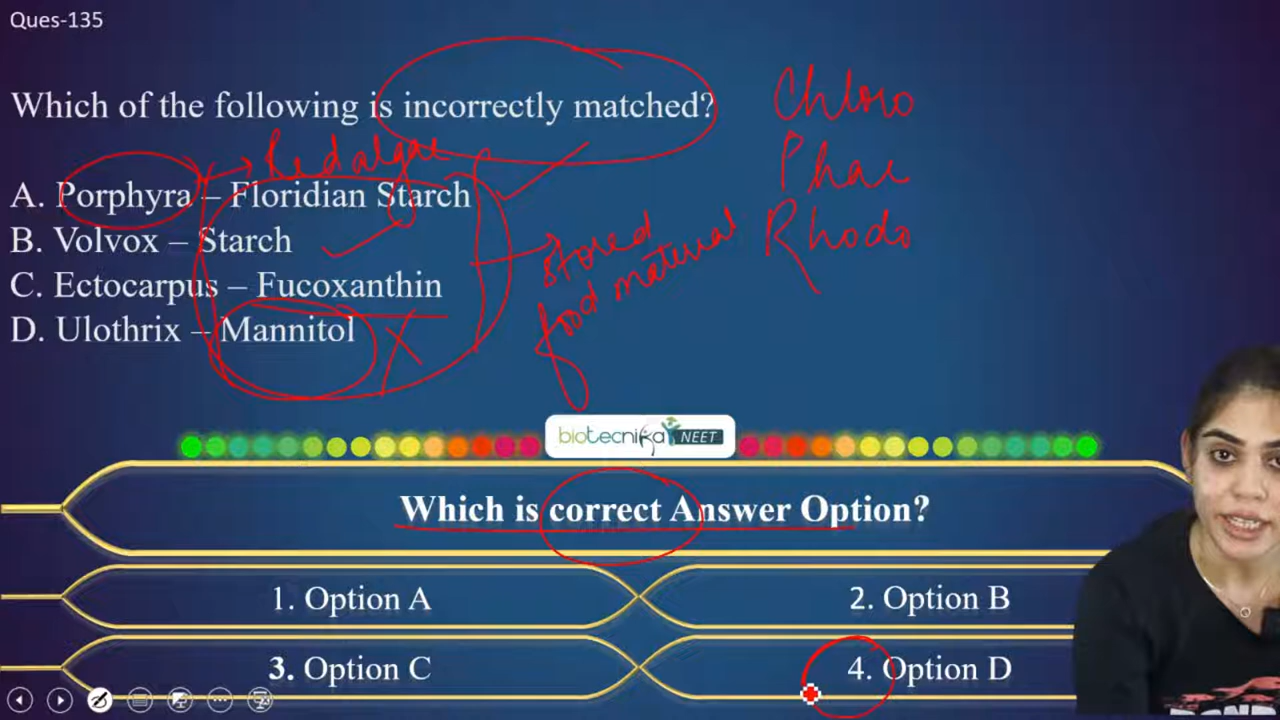 Ques-135
Which of the following is incorrectly matched?
Chloro
Phae
Rhodo
Red algae
A. Porphyra – Floridian Starch
B. Volvox – Starch
C. Ectocarpus – Fucoxanthin
D. Ulothrix – Mannitol
stored
food material
biotecnika NEET
Which is correct Answer Option?
1. Option A
2. Option B
3. Option C
4. Option D